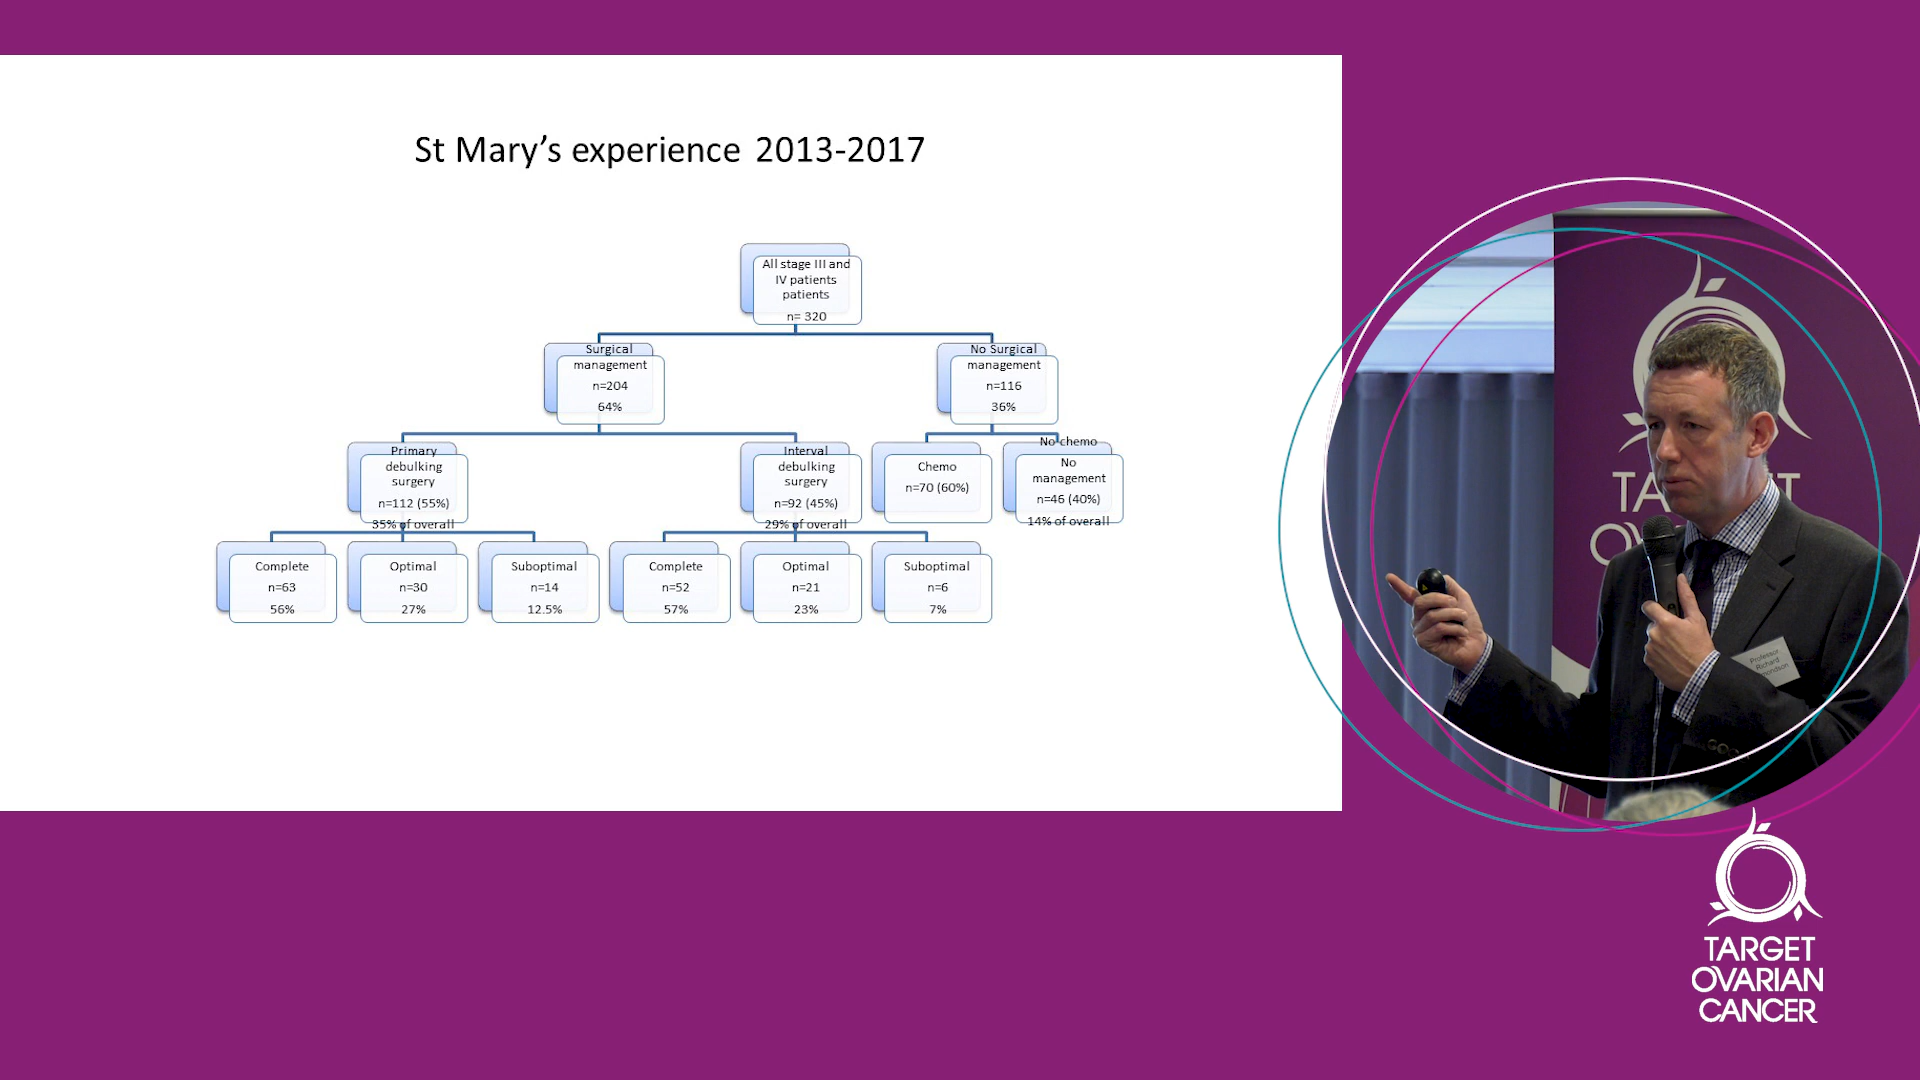 St Mary's experience 2013-2017
All stage III and
IV patients
patients
n= 320
Surgical
management
n=204
64%
No Surgical
management
n=116
36%
Primary
debulking
surgery
n=112 (55%)
35% of overall
Interval
debulking
surgery
n=92 (45%)
29% of overall
Chemo
n=70 (60%)
No chemo
No
management
n=46 (40%)
14% of overall
Complete
n=63
56%
Optimal
n=30
27%
Suboptimal
n=14
12.5%
Complete
n=52
57%
Optimal
n=21
23%
Suboptimal
n=6
7%
Professor
Richard
TARGET
OVARIAN
CANCER